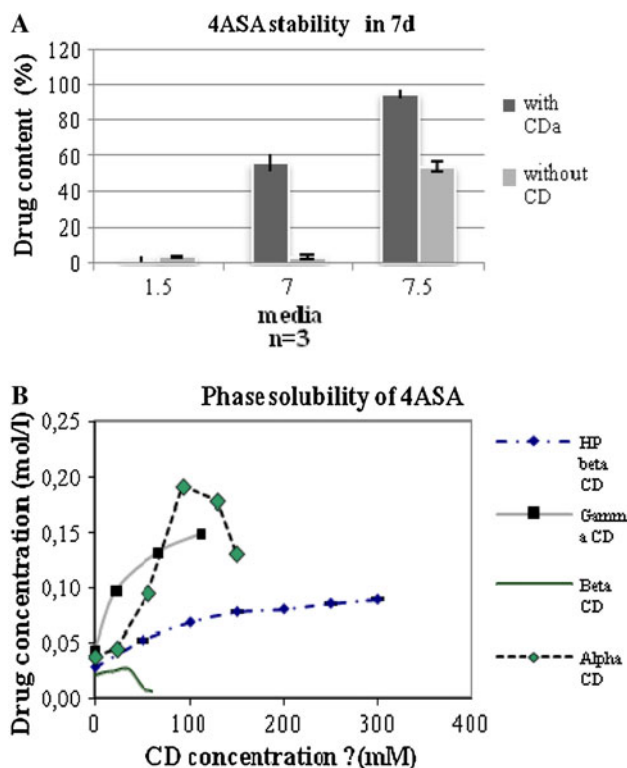 A
4ASA stability in 7d
Drug content (%)
120
100
80
60
40
20
0
1.5
7
7.5
media
n=3
with
CDa
without
CD
B
Phase solubility of 4ASA
Drug concentration (mol/l)
0,25
0,20
0,15
0,10
0,05
0,00
0
100
200
300
400
CD concentration ?(mM)
HP
beta
CD
Gamm
a CD
Beta
CD
Alpha
CD